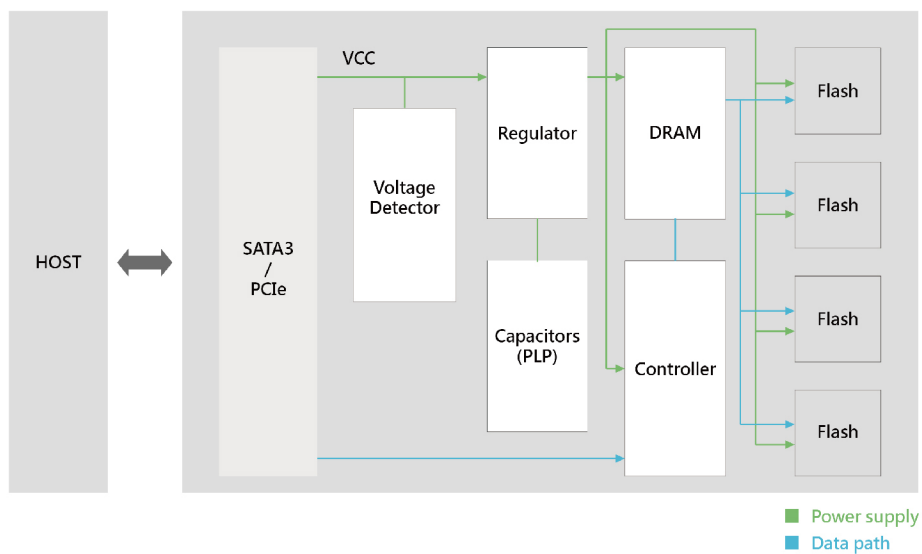 HOST
SATA3
/
PCIe
VCC
Voltage
Detector
Regulator
Capacitors
(PLP)
DRAM
Controller
Flash
Flash
Flash
Flash
Power supply
Data path